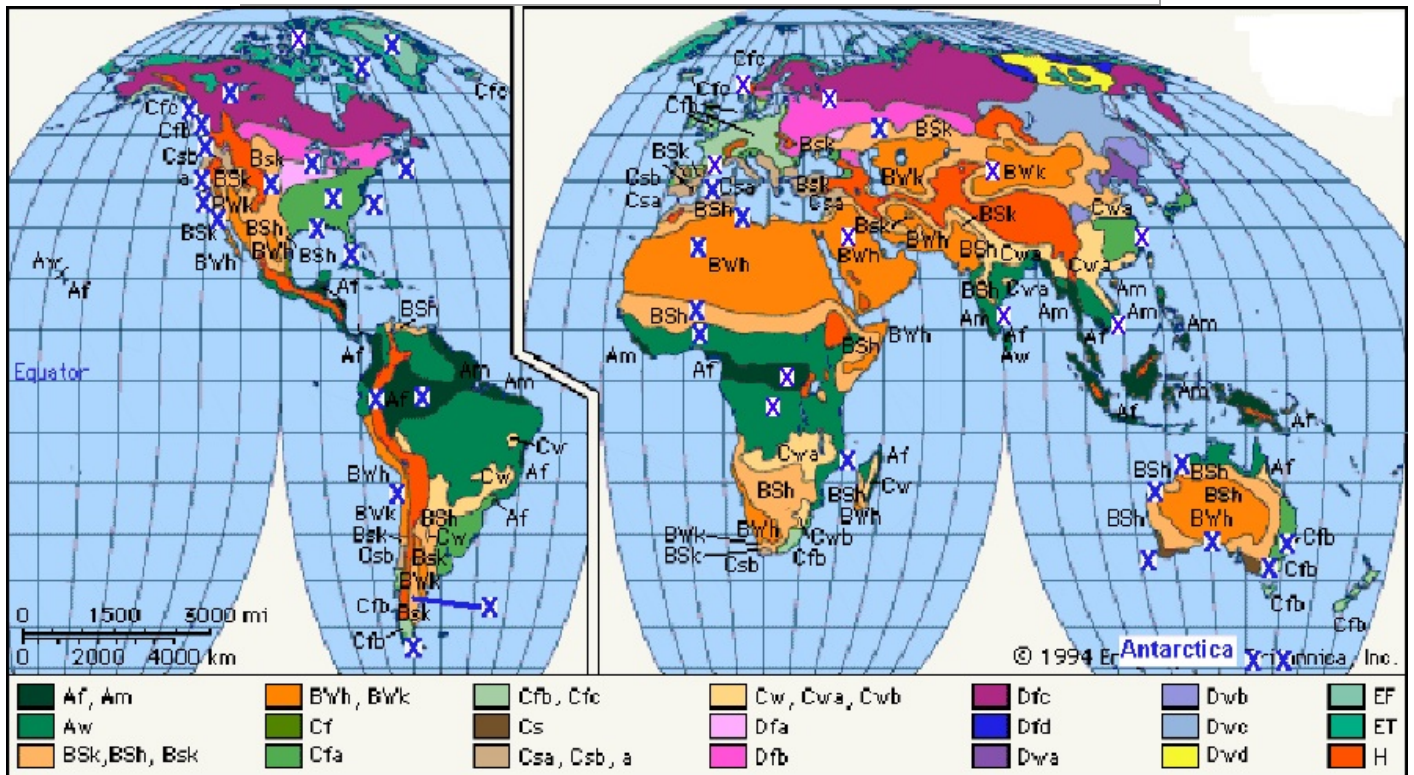 Cfc
Cfc
Cfc
Cfc
Cfb
Cfb
Csb
a
Bsk
BSk
BWk
BSk
BSh
BWh
BWh
BSh
Aw
Af
Af
BSh
Af
Equator
Am
Am
Af
Cw
BWh
Cw
Af
BWk
BSh
Af
Bsk
Cw
Csb
Bsk
BWk
Cfb
Bsk
Cfb
BSk
Csb
Csa
Csa
Bsk
BSk
BWk
BWk
Bsk
Csa
BSh
BSk
Cwa
Bsk
BWh
BWh
BWh
BSh
Cwa
Cwa
BSh
Cwa
Am
BSh
Am
Am
Am
Am
Af
Af
Aw
BSh
BWh
Am
Af
Am
Af
Af
Cwa
Af
Cw
BSh
BSh
BWh
BWh
BWk
BSk
Csb
Cwb
Cfb
BSh
BSh
Af
BSh
BSh
BWh
Cfb
Cfb
Cfb
Cfb
0 1500 3000 mi
0 2000 4000 km
Antarctica
© 1994
Inc.
Af, Am
BWh, BWk
Cfb, Cfc
Cw, Cwa, Cwb
Dfc
Dwb
EF
Aw
Cf
Cs
Dfa
Dfd
Dwc
ET
BSk,BSh, Bsk
Cfa
Csa, Csb, a
Dfb
Dwa
Dwd
H